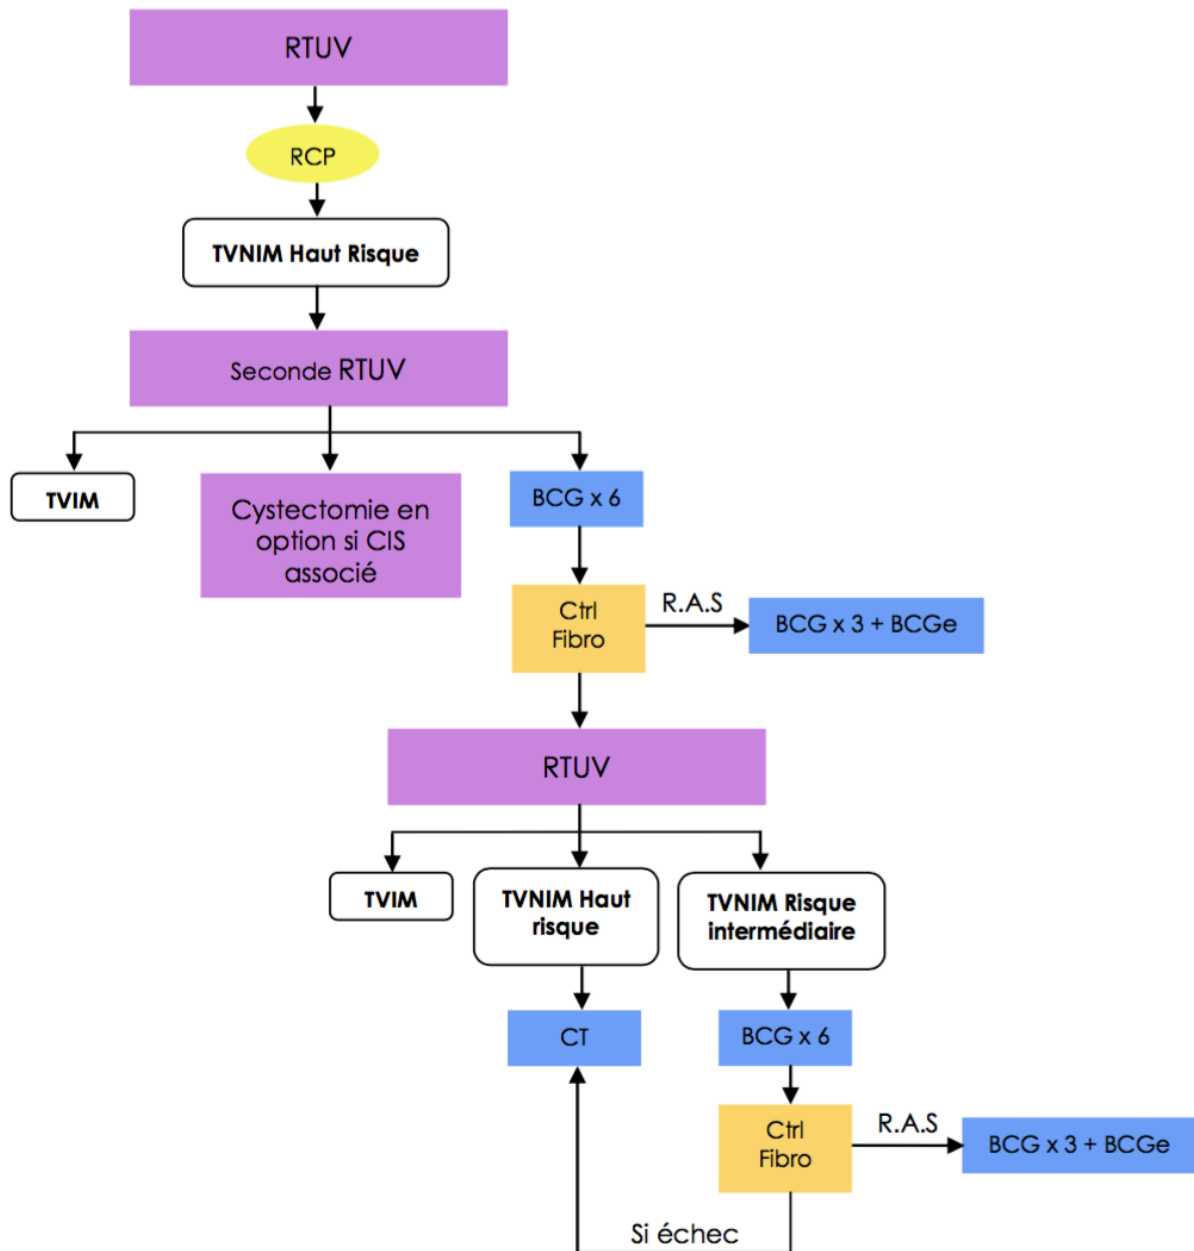 RTUV
RCP
TVNIM Haut Risque
Seconde RTUV
TVIM
Cystectomie en
option si CIS
associé
BCG x 6
Ctrl
Fibro
R.A.S
BCG x 3 + BCGe
RTUV
TVIM
TVNIM Haut
risque
TVNIM Risque
intermédiaire
CT
BCG x 6
Ctrl
Fibro
R.A.S
BCG x 3 + BCGe
Si échec